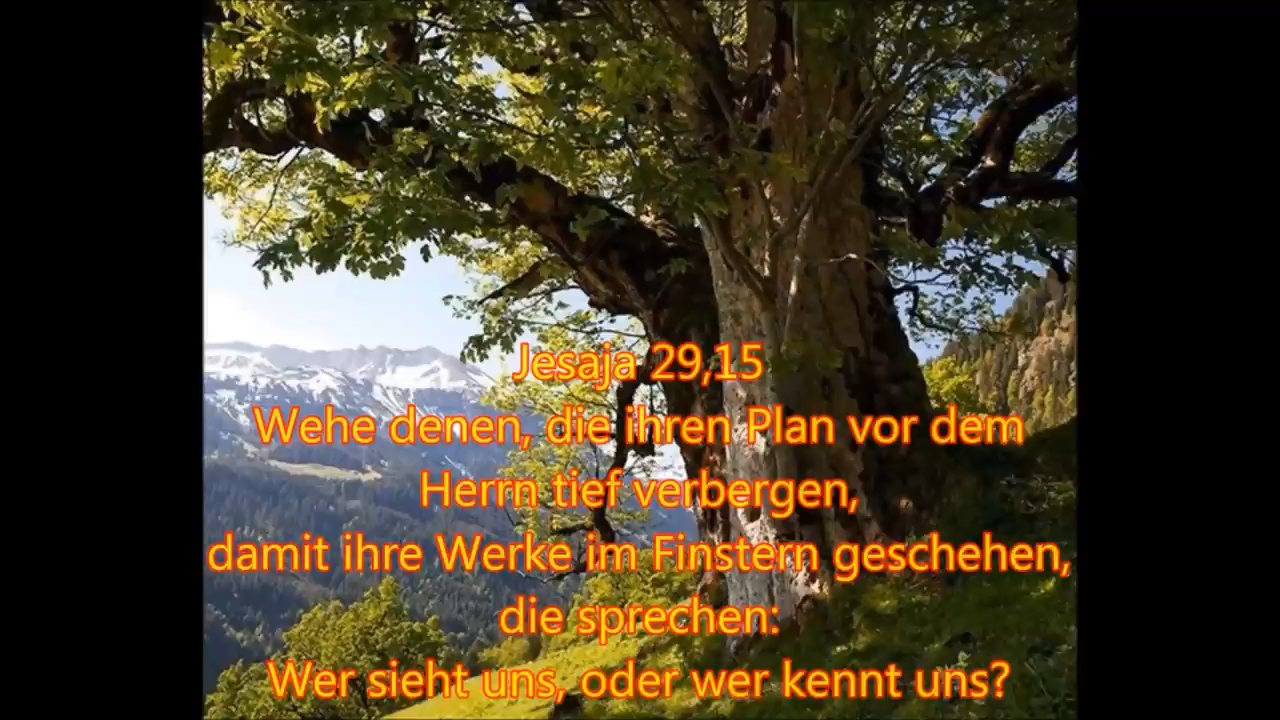 Jesaja 29,15
Wehe denen, die ihren Plan vor dem
Herrn tief verbergen,
damit ihre Werke im Finstern geschehen,
die sprechen:
Wer sieht uns, oder wer kennt uns?